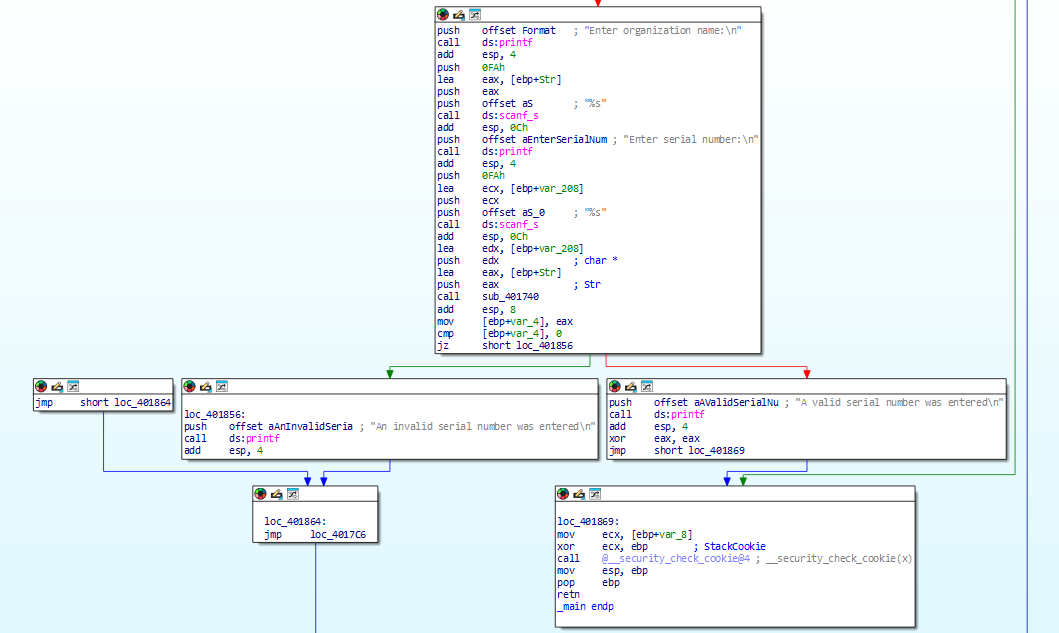 push offset Format ; "Enter organization name:\n"
call ds:printf
add esp, 4
push 0FAh
lea eax, [ebp+Str]
push eax
push offset aS ; "%s"
call ds:scanf_s
add esp, 0Ch
push offset aEnterSerialNum ; "Enter serial number:\n"
call ds:printf
add esp, 4
push 0FAh
lea ecx, [ebp+var_208]
push ecx
push offset aS_0 ; "%s"
call ds:scanf_s
add esp, 0Ch
lea edx, [ebp+var_208]
push edx ; char *
lea eax, [ebp+Str]
push eax ; Str
call sub_401740
add esp, 8
mov [ebp+var_4], eax
cmp [ebp+var_4], 0
jz short loc_401856
jmp short loc_401864
loc_401856:
push offset aAnInvalidSeria ; "An invalid serial number was entered\n"
call ds:printf
add esp, 4
push offset aAValidSerialNu ; "A valid serial number was entered\n"
call ds:printf
add esp, 4
xor eax, eax
jmp short loc_401869
loc_401864:
jmp loc_4017C6
loc_401869:
mov ecx, [ebp+var_8]
xor ecx, ebp ; StackCookie
call @__security_check_cookie@4 ; __security_check_cookie(x)
mov esp, ebp
pop ebp
retn
_main endp